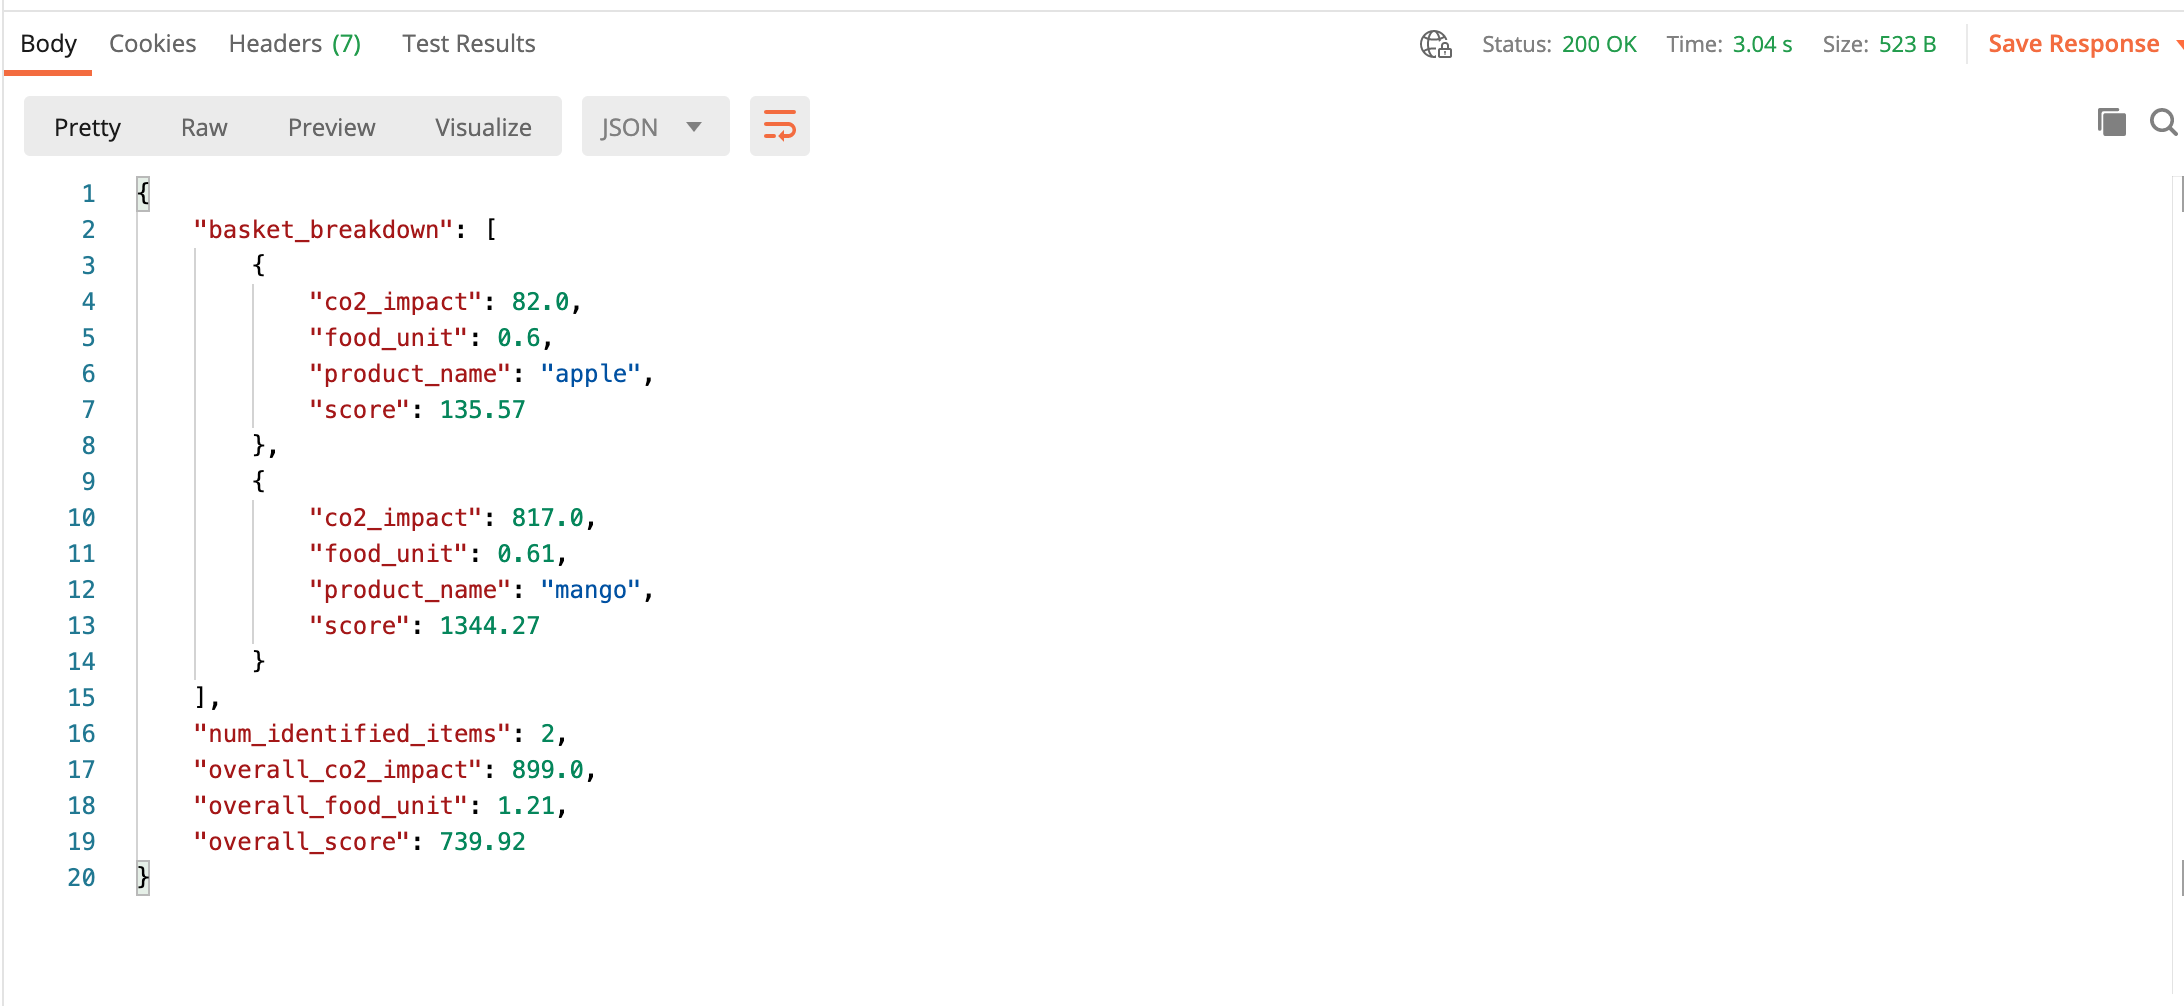 Body Cookies Headers (7) Test Results Status: 200 OK Time: 3.04 s Size: 523 B Save Response
Pretty Raw Preview Visualize JSON
1 {
2 "basket_breakdown": [
3 {
4 "co2_impact": 82.0,
5 "food_unit": 0.6,
6 "product_name": "apple",
7 "score": 135.57
8 },
9 {
10 "co2_impact": 817.0,
11 "food_unit": 0.61,
12 "product_name": "mango",
13 "score": 1344.27
14 }
15 ],
16 "num_identified_items": 2,
17 "overall_co2_impact": 899.0,
18 "overall_food_unit": 1.21,
19 "overall_score": 739.92
20 }